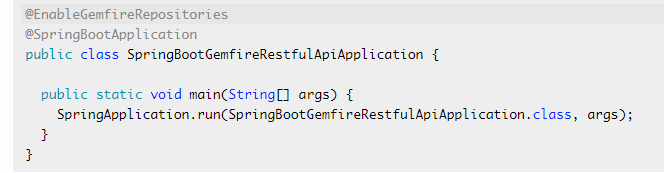 @EnableGemfireRepositories
@SpringBootApplication
public class SpringBootGemfireRestfulApiApplication {
public static void main(String[] args) {
SpringApplication.run(SpringBootGemfireRestfulApiApplication.class, args);
}
}